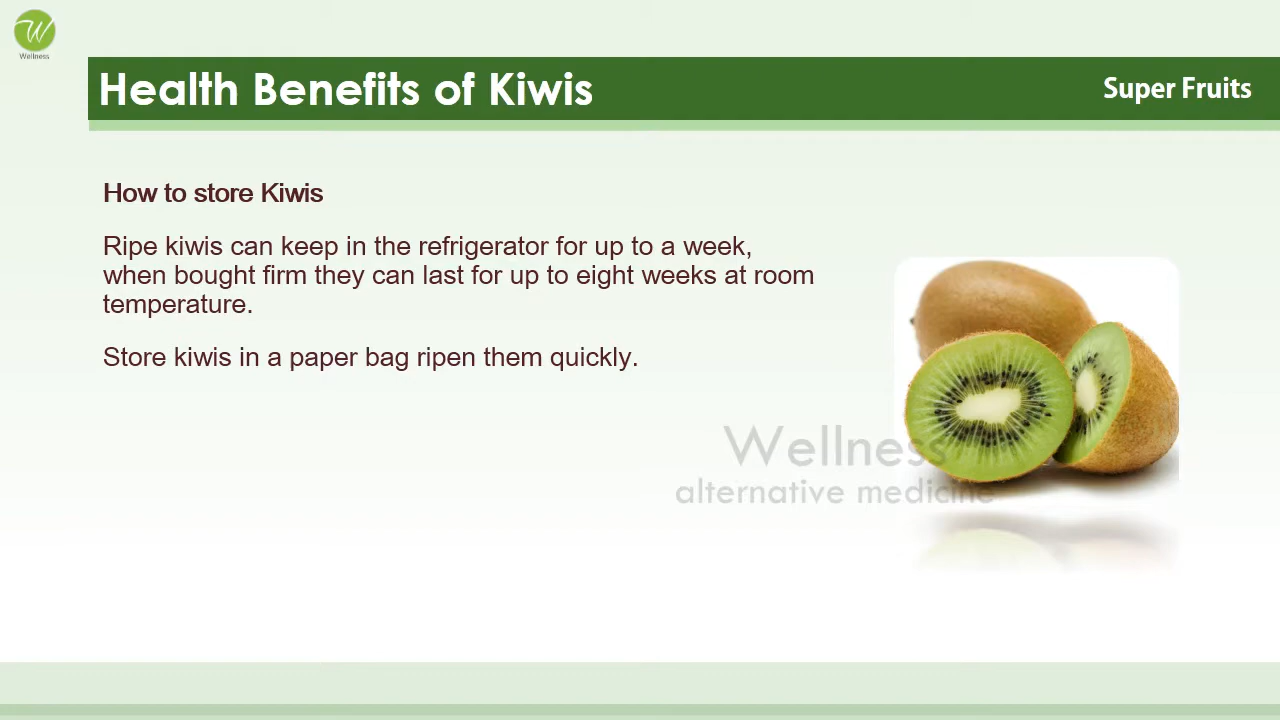 W
Wellness
Health Benefits of Kiwis
Super Fruits
How to store Kiwis
Ripe kiwis can keep in the refrigerator for up to a week,
when bought firm they can last for up to eight weeks at room
temperature.
Store kiwis in a paper bag ripen them quickly.
Wellness
alternative medicine